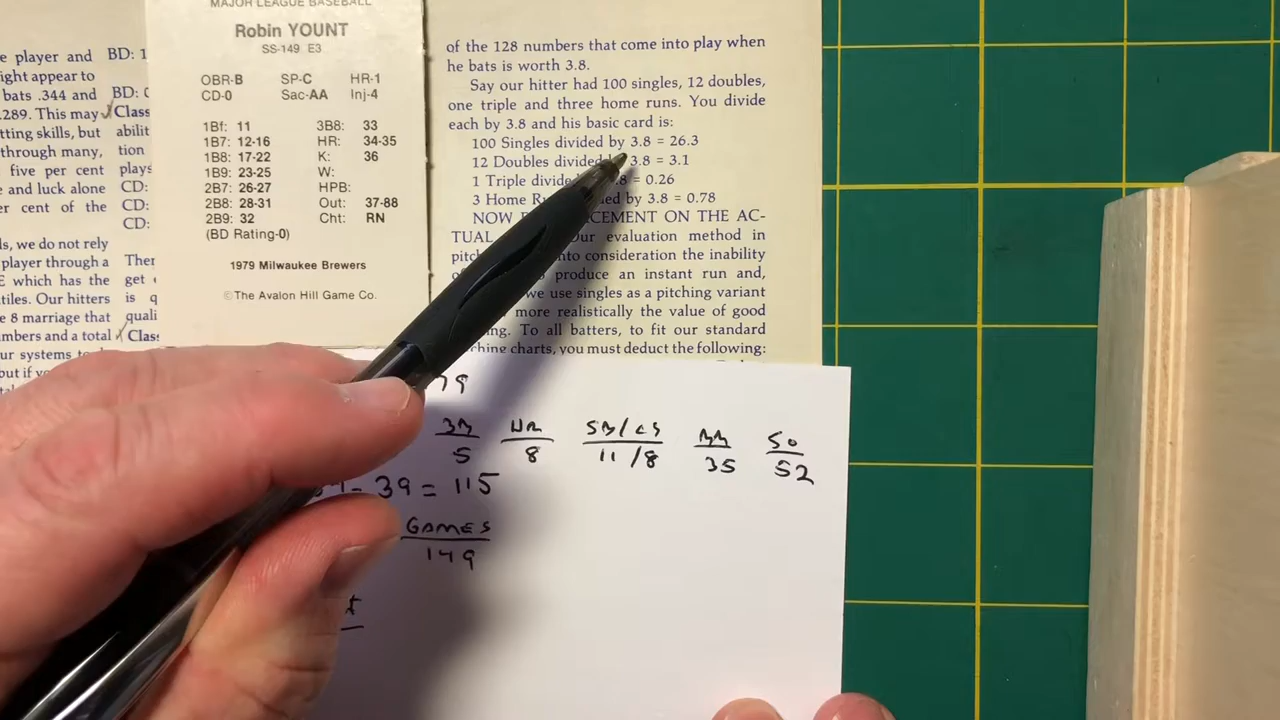 MAJOR LEAGUE BASEBALL
Robin YOUNT
SS-149 E3
OBR-B SP-C HR-1
CD-0 Sac-AA Inj-4
1Bf: 11 3B8: 33
1B7: 12-16 HR: 34-35
1B8: 17-22 K: 36
1B9: 23-25 W:
2B7: 26-27 HPB:
2B8: 28-31 Out: 37-88
2B9: 32 Cht: RN
(BD Rating-0)
1979 Milwaukee Brewers
©The Avalon Hill Game Co.
e player and
ight appear to
bats .344 and
.289. This may
tting skills, but
through many,
five per cent
e and luck alone
er cent of the
ls, we do not rely
player through a
E which has the
tiles. Our hitters
e 8 marriage that
mbers and a total
ur systems
but if
BD: 1
BD:
Class
abilit
tion
plays
CD:
CD:
CD:
Ther
get
is q
quali
Class
of the 128 numbers that come into play when
he bats is worth 3.8.
Say our hitter had 100 singles, 12 doubles,
one triple and three home runs. You divide
each by 3.8 and his basic card is:
100 Singles divided by 3.8 = 26.3
12 Doubles divided 3.8 = 3.1
1 Triple divide .8 = 0.26
3 Home R ded by 3.8 = 0.78
NOW CEMENT ON THE AC-
TUAL Our evaluation method in
pitc nto consideration the inability
produce an instant run and,
we use singles as a pitching variant
more realistically the value of good
ng. To all batters, to fit our standard
ching charts, you must deduct the following:
79
3B HR SB/CS BB SO
5 8 11/8 35 52
- 39 = 115
GAMES
149